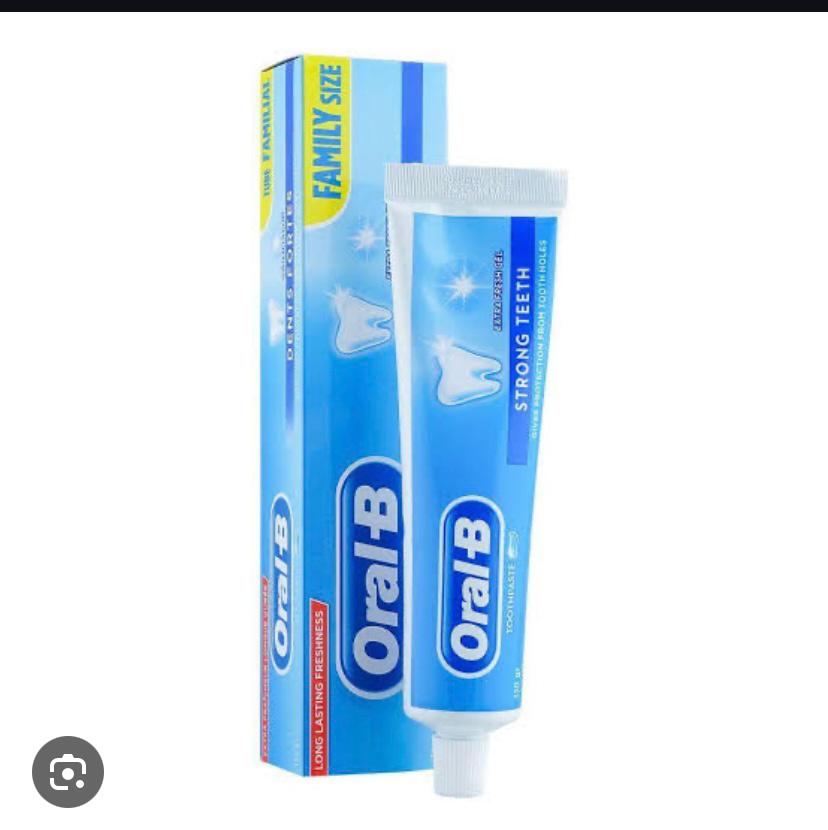 TUBE FAMILIAL
DENTS FORTES
Oral-B
FAMILY SIZE
Oral-B
LONG LASTING FRESHNESS
EXTRA FRESH GEL
STRONG TEETH
GIVES PROTECTION FROM TOOTH HOLES
Oral-B
TOOTHPASTE